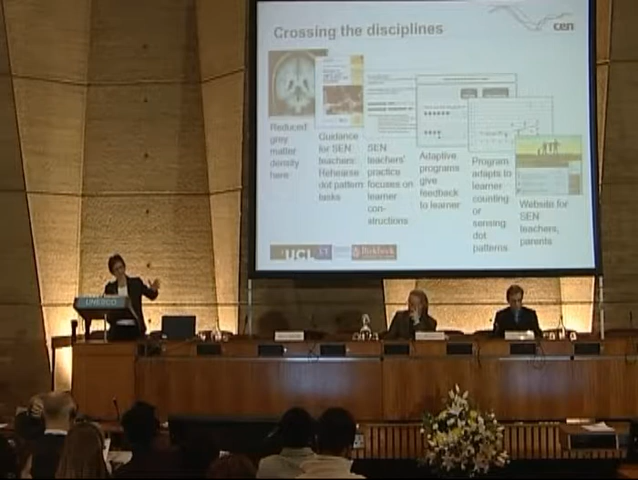 Crossing the disciplines
cen
Reduced
grey
matter
density
here
Guidance
for SEN
teachers:
Rehearse
dot pattern
tasks
SEN
teachers'
practice
focuses on
learner
con-
structions
Adaptive
programs
give
feedback
to learner
Program
adapts to
learner
counting
or
sensing
dot
patterns
Website for
SEN
teachers,
parents
UCL
Birkbeck
UNESCO